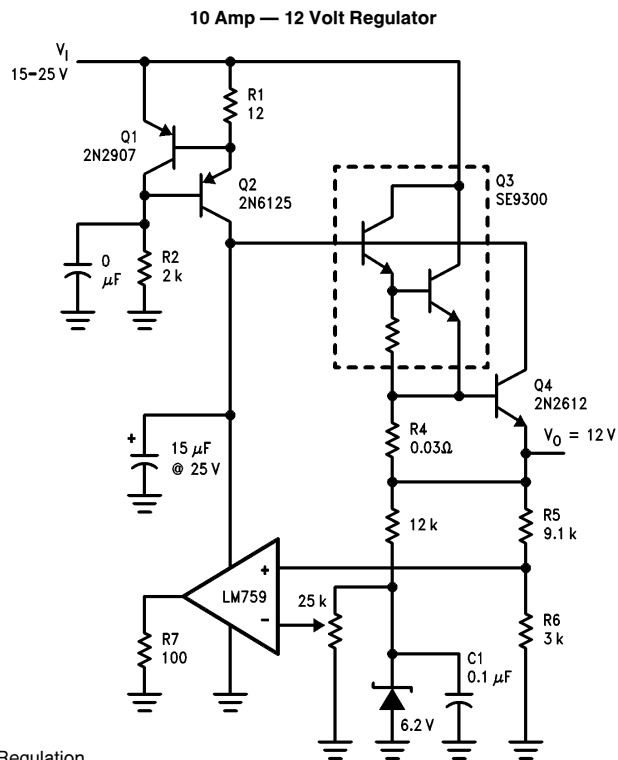 10 Amp — 12 Volt Regulator
VI
15-25 V
R1
12
Q1
2N2907
Q2
2N6125
Q3
SE9300
0
μF
R2
2 k
Q4
2N2612
VO = 12 V
R4
0.03Ω
+
15 μF
@ 25 V
12 k
R5
9.1 k
+
LM759
-
25 k
R7
100
R6
3 k
C1
0.1 μF
6.2 V
Regulation